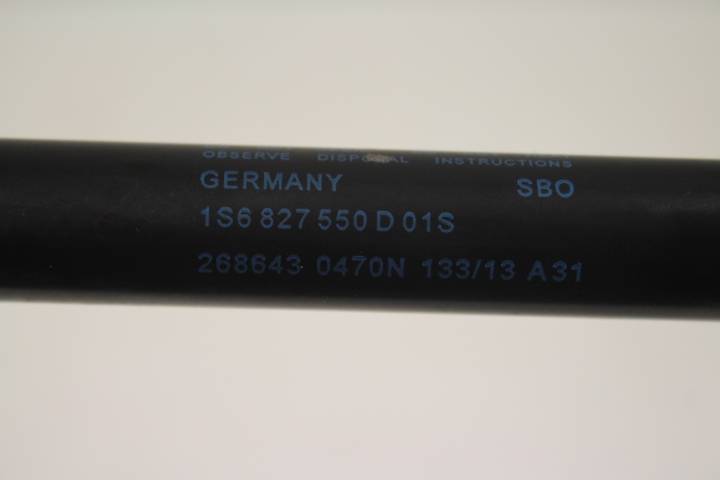 OBSERVE DISPOSAL INSTRUCTIONS
GERMANY SBO
1S6 827 550 D 01S
268643 0470N 133/13 A31